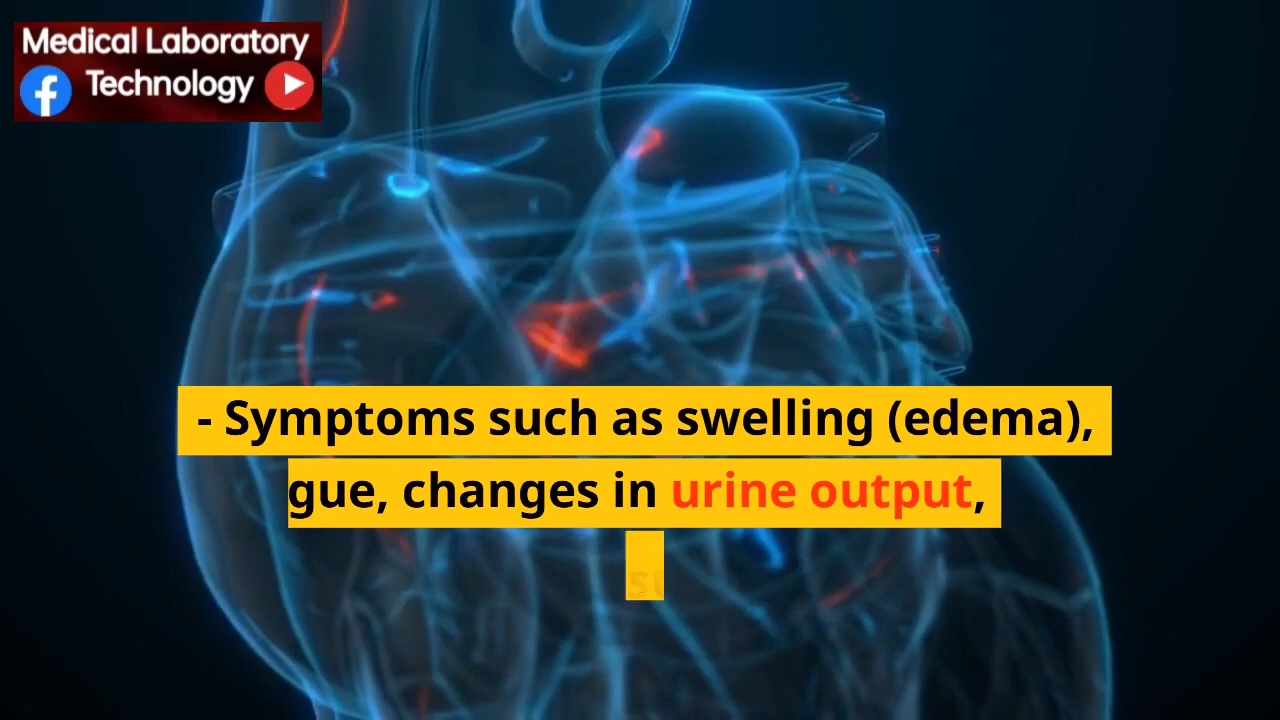 Medical Laboratory
Technology
- Symptoms such as swelling (edema),
gue, changes in urine output,